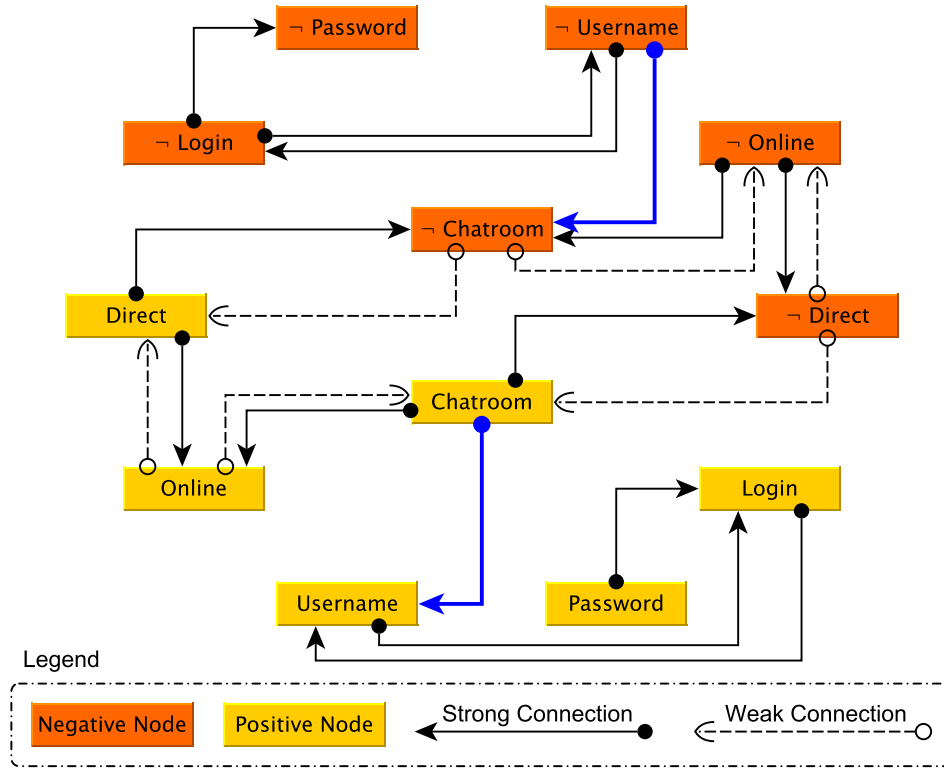 ¬ Password
¬ Username
¬ Login
¬ Online
¬ Chatroom
Direct
¬ Direct
Chatroom
Online
Login
Username
Password
Legend
Negative Node
Positive Node
Strong Connection
Weak Connection